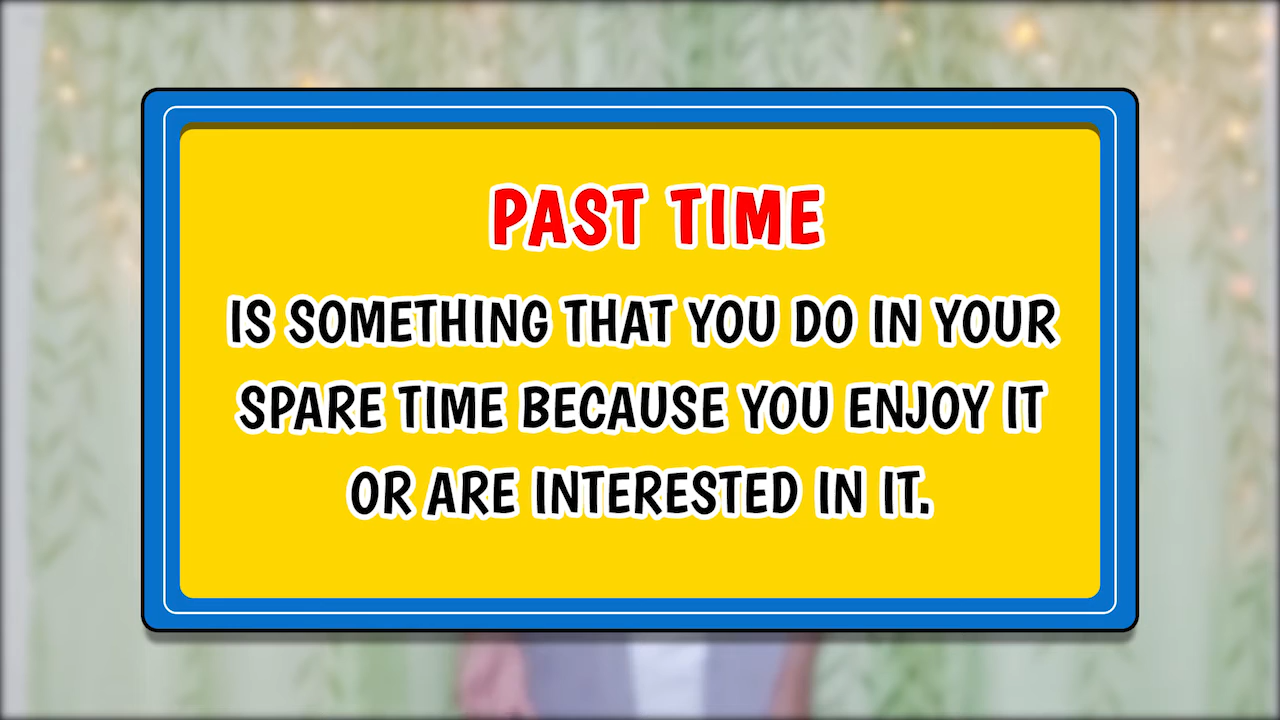 PAST TIME
IS SOMETHING THAT YOU DO IN YOUR
SPARE TIME BECAUSE YOU ENJOY IT
OR ARE INTERESTED IN IT.